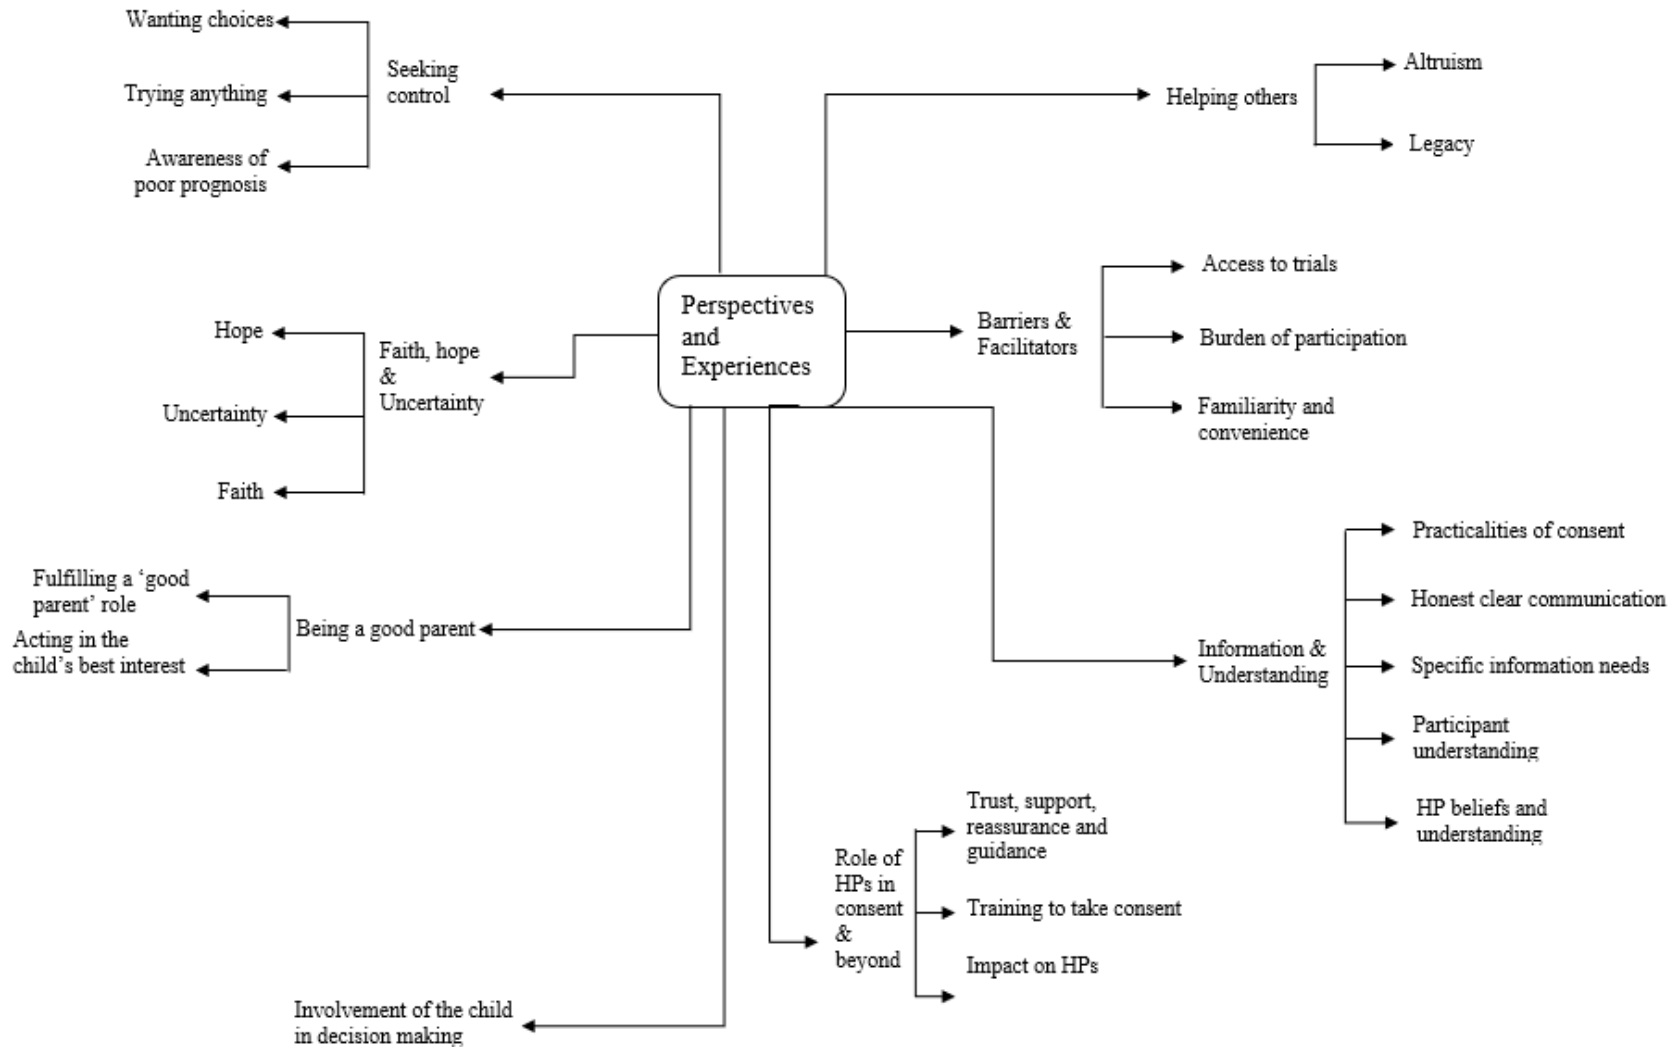 Wanting choices
Trying anything
Awareness of
poor prognosis
Seeking
control
Helping others
Altruism
Legacy
Perspectives
and
Experiences
Hope
Uncertainty
Faith
Faith, hope
&
Uncertainty
Barriers &
Facilitators
Access to trials
Burden of participation
Familiarity and
convenience
Fulfilling a ‘good
parent’ role
Acting in the
child’s best interest
Being a good parent
Information &
Understanding
Practicalities of consent
Honest clear communication
Specific information needs
Participant
understanding
HP beliefs and
understanding
Role of
HPs in
consent
&
beyond
Trust, support,
reassurance and
guidance
Training to take consent
Impact on HPs
Involvement of the child
in decision making